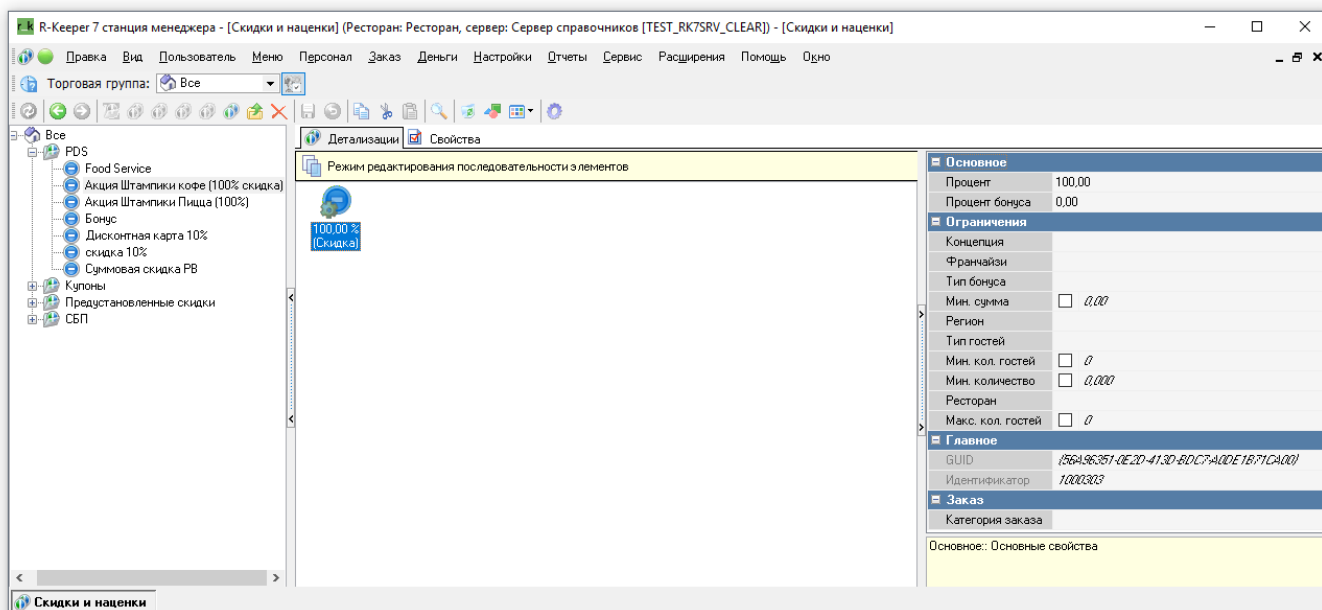 r_k R-Keeper 7 станция менеджера - [Скидки и наценки] (Ресторан: Ресторан, сервер: Сервер справочников [TEST_RK7SRV_CLEAR]) - [Скидки и наценки]
Правка Вид Пользователь Меню Персонал Заказ Деньги Настройки Отчеты Сервис Расширения Помощь Окно
Торговая группа: Все
Все
PDS
Food Service
Акция Штампики кофе (100% скидка)
Акция Штампики Пицца (100%)
Бонус
Дисконтная карта 10%
скидка 10%
Суммовая скидка РВ
Купоны
Предустановленные скидки
СБП
Детализации Свойства
Режим редактирования последовательности элементов
100,00 %
(Скидка)
Основное
Процент 100,00
Процент бонуса 0,00
Ограничения
Концепция
Франчайзи
Тип бонуса
Мин. сумма 0,00
Регион
Тип гостей
Мин. кол. гостей 0
Мин. количество 0,000
Ресторан
Макс. кол. гостей 0
Главное
GUID {56A96351-0E2D-413D-BDC7-A0DE1B71CA00}
Идентификатор 1000303
Заказ
Категория заказа
Основное:: Основные свойства
Скидки и наценки